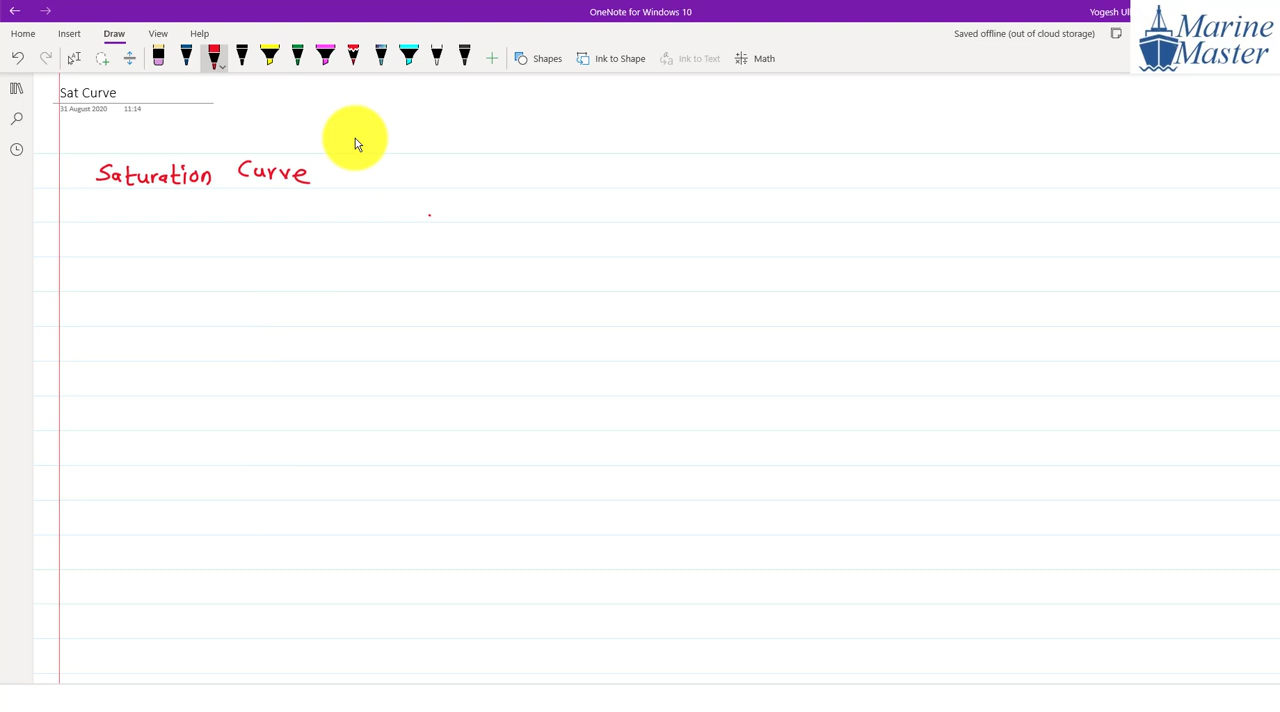 OneNote for Windows 10
Yogesh Ull
Marine Master
Home Insert Draw View Help
Saved offline (out of cloud storage)
Shapes Ink to Shape Ink to Text Math
Sat Curve
31 August 2020 11:14
Saturation Curve